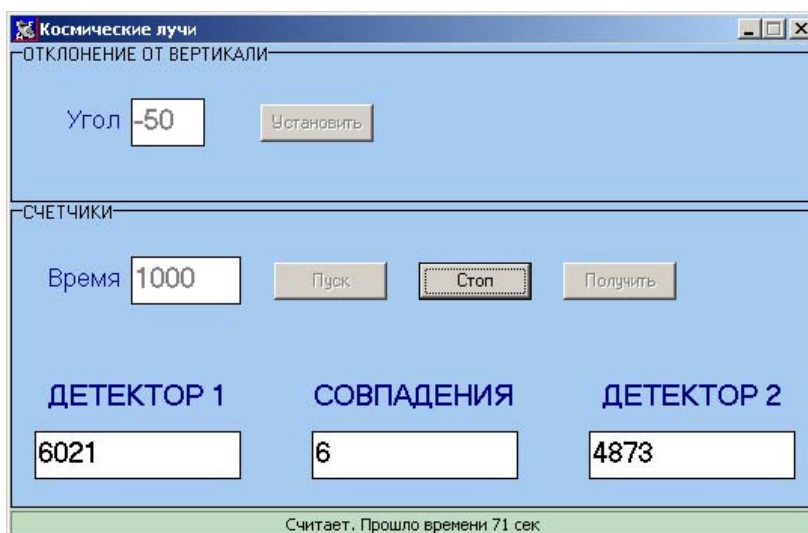 Космические лучи
ОТКЛОНЕНИЕ ОТ ВЕРТИКАЛИ
Угол -50 Установить
СЧЕТЧИКИ
Время 1000 Пуск Стоп Получить
ДЕТЕКТОР 1 СОВПАДЕНИЯ ДЕТЕКТОР 2
6021 6 4873
Считает. Прошло времени 71 сек